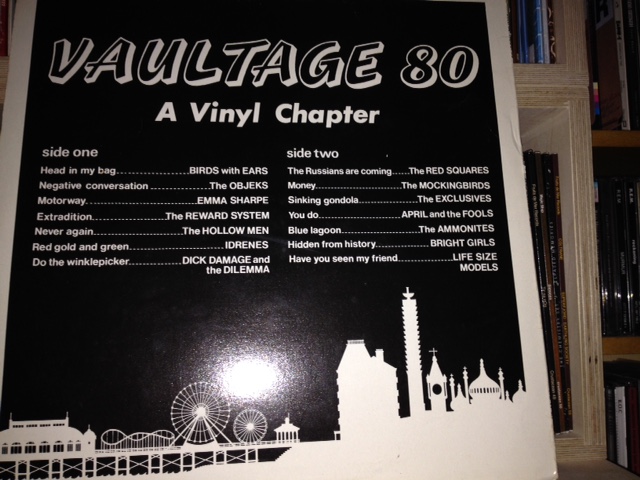 VAULTAGE 80
A Vinyl Chapter
side one
Head in my bag...................BIRDS with EARS
Negative conversation...............The OBJEKS
Motorway............................EMMA SHARPE
Extradition...................The REWARD SYSTEM
Never again.......................The HOLLOW MEN
Red gold and green........................IDRENES
Do the winklepicker..............DICK DAMAGE and
the DILEMMA
side two
The Russians are coming......The RED SQUARES
Money.......................The MOCKINGBIRDS
Sinking gondola...............The EXCLUSIVES
You do.....................APRIL and the FOOLS
Blue lagoon....................The AMMONITES
Hidden from history..............BRIGHT GIRLS
Have you seen my friend..............LIFE SIZE
MODELS